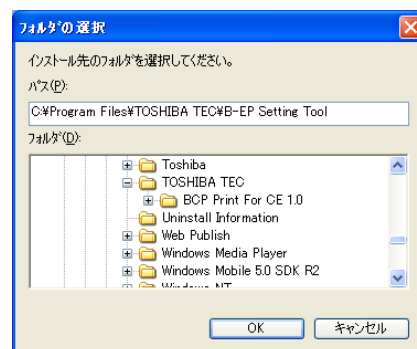 フォルダの選択
インストール先のフォルダを選択してください。
パス(P):
C:¥Program Files¥TOSHIBA TEC¥B-EP Setting Tool
フォルダ(D):
Toshiba
TOSHIBA TEC
BCP Print For CE 1.0
Uninstall Information
Web Publish
Windows Media Player
Windows Mobile 5.0 SDK R2
Windows NT
OK キャンセル